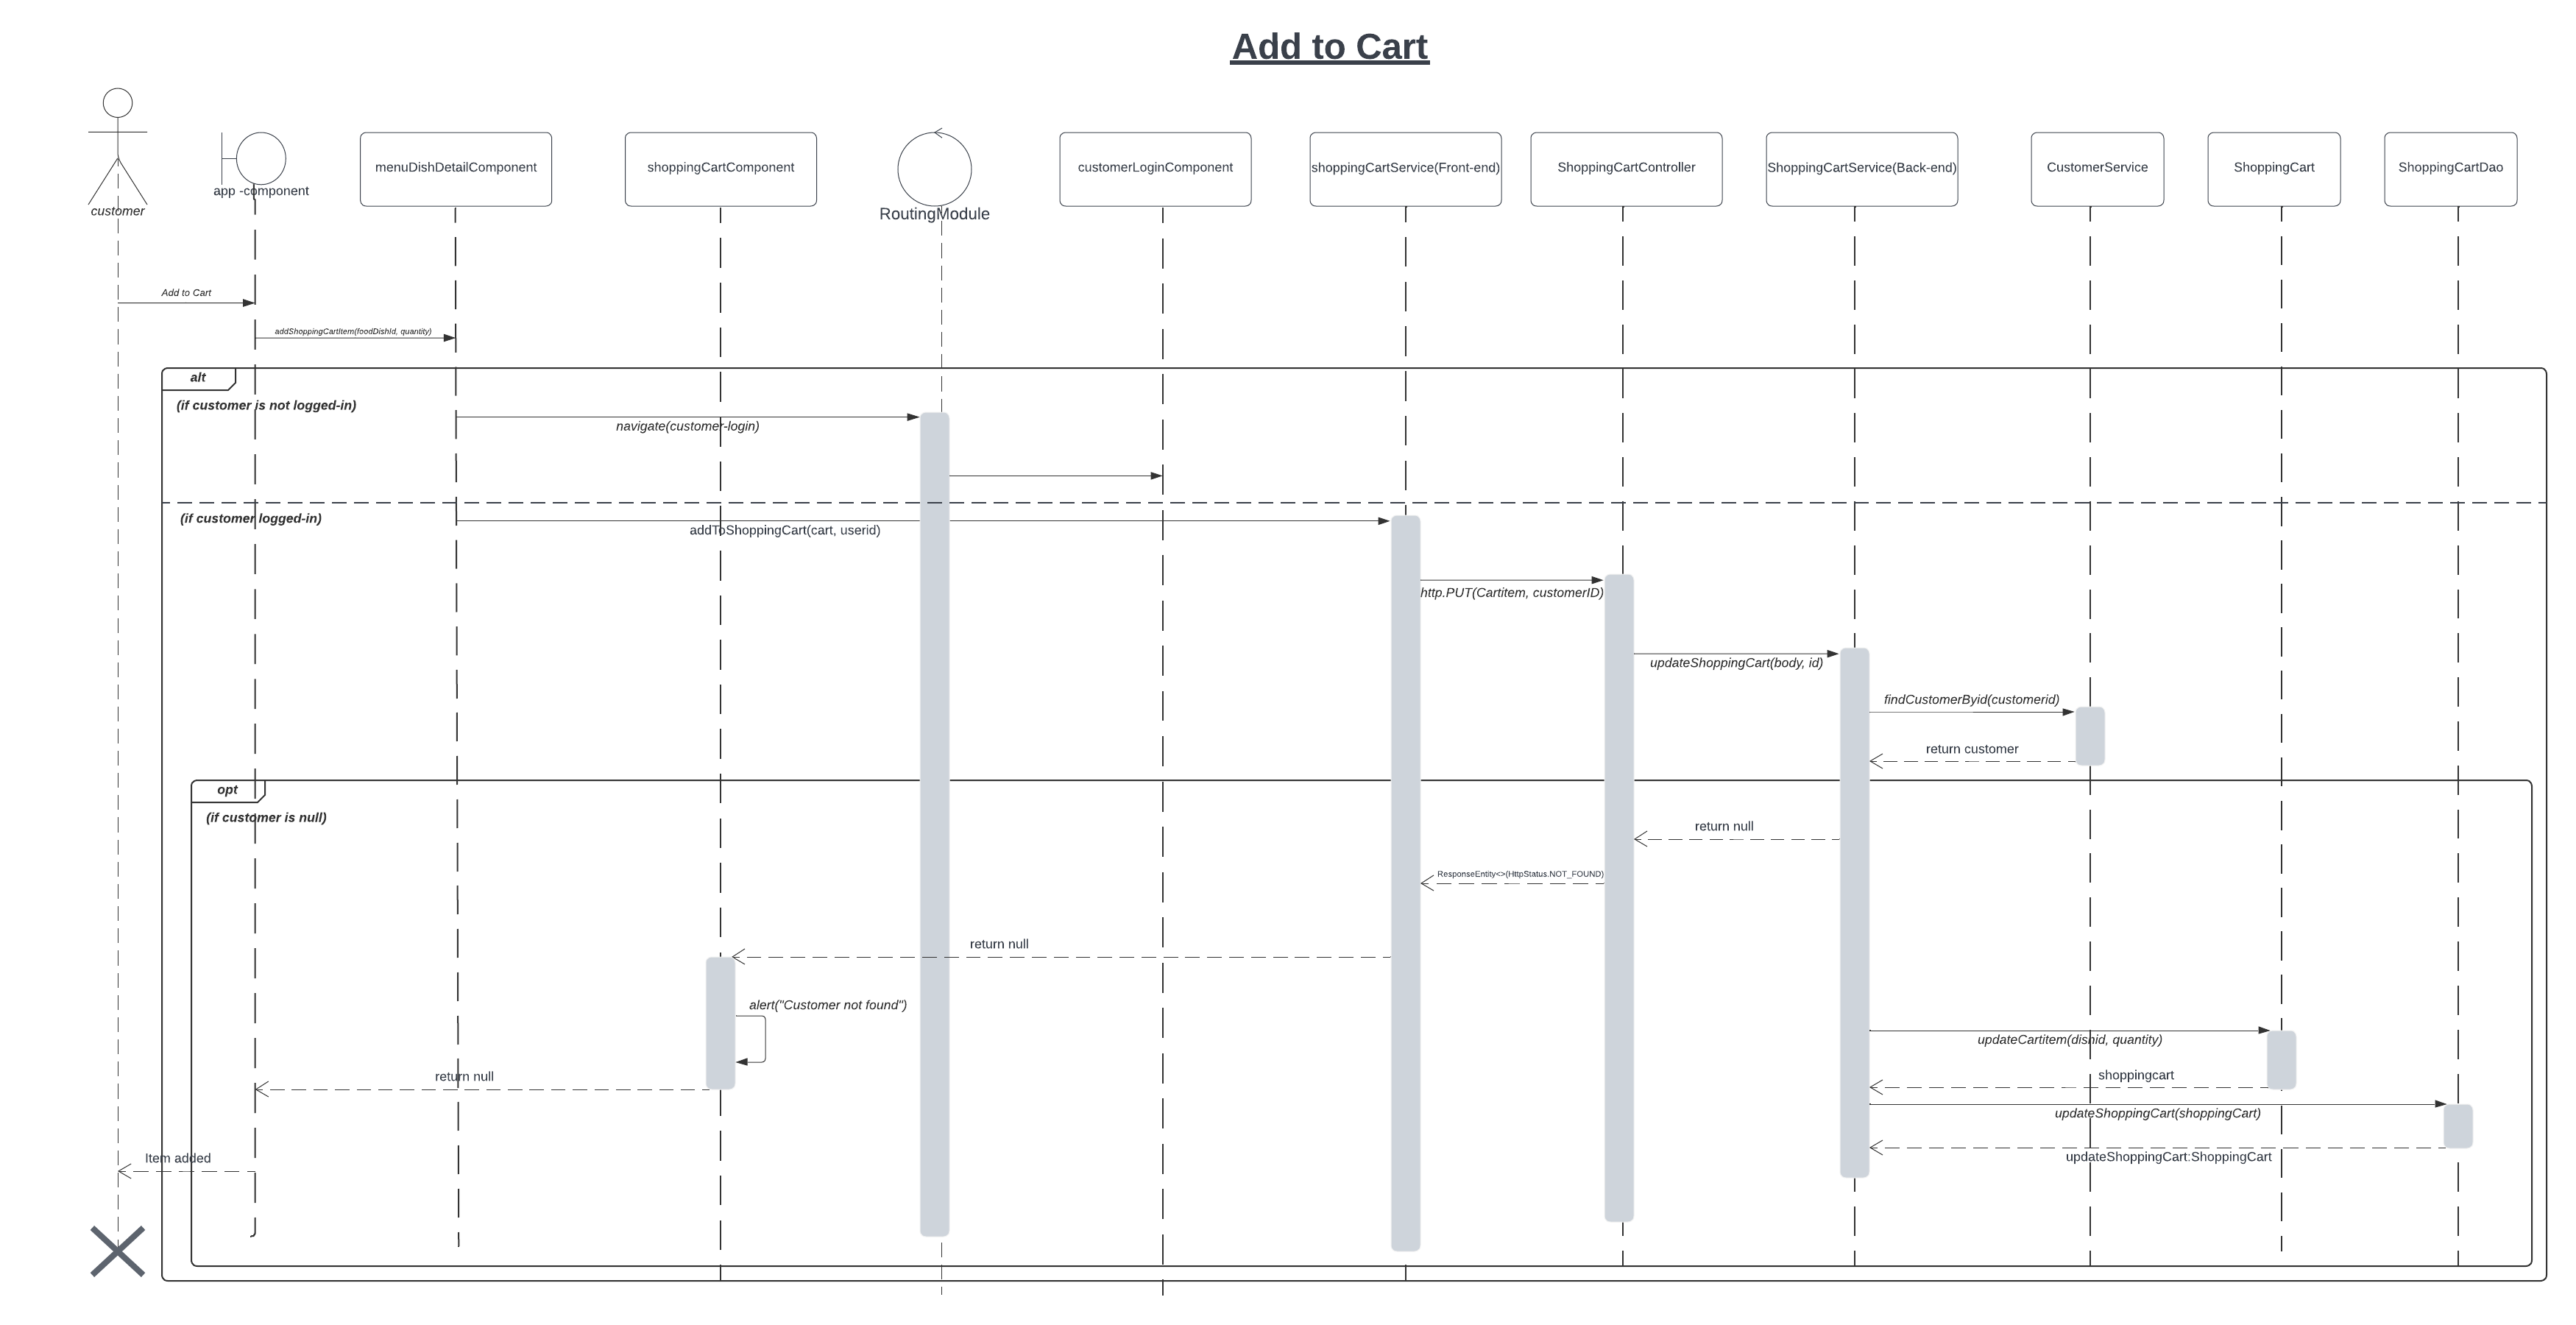 Add to Cart
customer
app -component
menuDishDetailComponent
shoppingCartComponent
RoutingModule
customerLoginComponent
shoppingCartService(Front-end)
ShoppingCartController
ShoppingCartService(Back-end)
CustomerService
ShoppingCart
ShoppingCartDao
Add to Cart
addShoppingCartItem(foodDishId, quantity)
alt
(if customer is not logged-in)
navigate(customer-login)
(if customer logged-in)
addToShoppingCart(cart, userid)
http.PUT(Cartitem, customerID)
updateShoppingCart(body, id)
findCustomerByid(customerid)
return customer
opt
(if customer is null)
return null
ResponseEntity<>(HttpStatus.NOT_FOUND)
return null
alert("Customer not found")
updateCartitem(dishid, quantity)
shoppingcart
return null
updateShoppingCart(shoppingCart)
updateShoppingCart:ShoppingCart
Item added